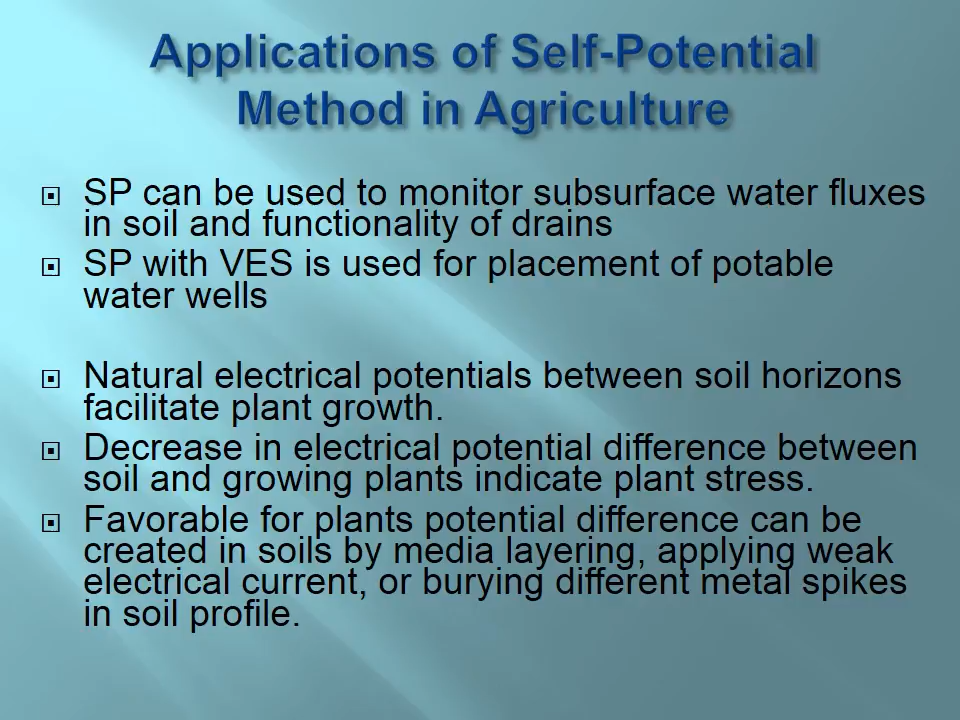 Applications of Self-Potential
Method in Agriculture
SP can be used to monitor subsurface water fluxes
in soil and functionality of drains
SP with VES is used for placement of potable
water wells
Natural electrical potentials between soil horizons
facilitate plant growth.
Decrease in electrical potential difference between
soil and growing plants indicate plant stress.
Favorable for plants potential difference can be
created in soils by media layering, applying weak
electrical current, or burying different metal spikes
in soil profile.